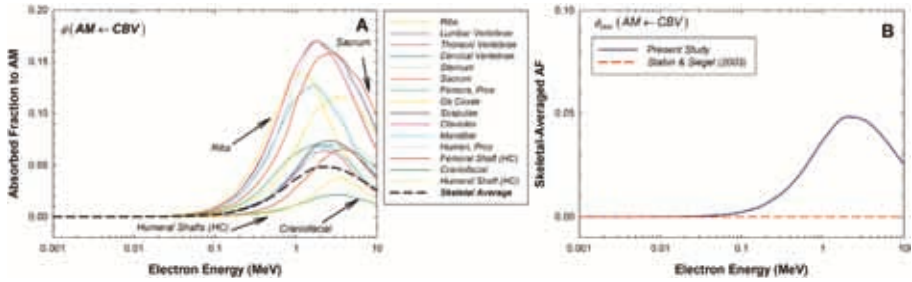 A
ϕ(AM ← CBV)
Sacrum
Ribs
Humeral Shafts (HC)
Craniofacial
Absorbed Fraction to AM
0.20
0.15
0.10
0.05
0.00
0.001
0.01
0.1
1
10
Electron Energy (MeV)
Ribs
Lumbar Vertebrae
Thoracic Vertebrae
Cervical Vertebrae
Sternum
Sacrum
Femora, Prox
Os Coxae
Scapulae
Clavicles
Mandible
Humeri, Prox
Femoral Shaft (HC)
Craniofacial
Humeral Shaft (HC)
Skeletal Average
B
(AM ← CBV)
Present Study
Stabin & Siegel (2003)
Skeletal-Averaged AF
0.10
0.05
0.00
0.001
0.01
0.1
1
10
Electron Energy (MeV)